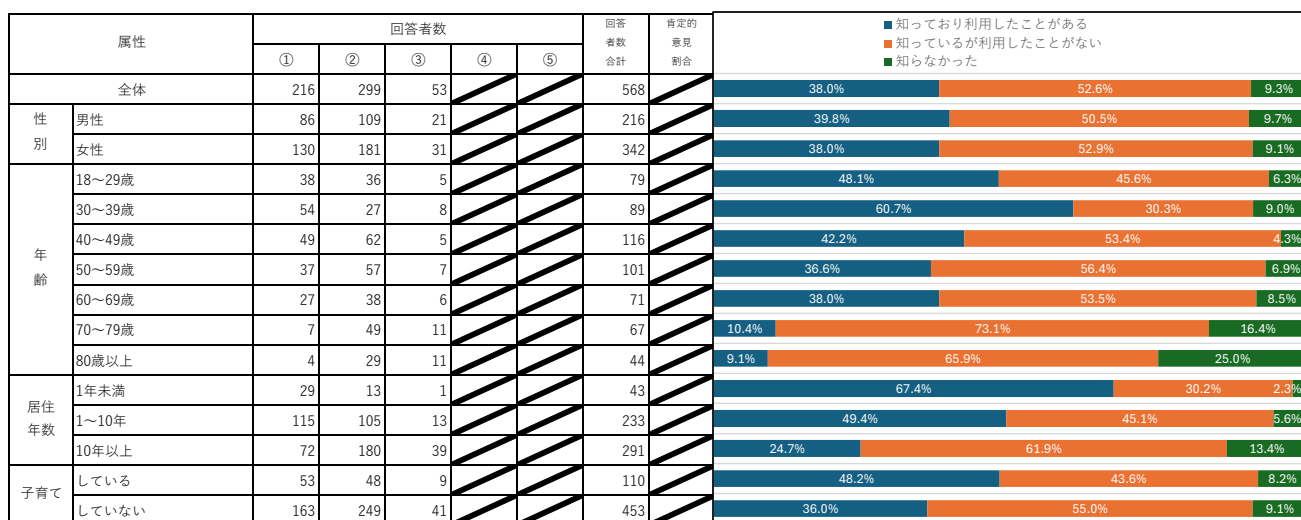 属性 回答者数 回答者数合計 肯定的意見割合
① ② ③ ④ ⑤
知っており利用したことがある
知っているが利用したことがない
知らなかった
全体 216 299 53 568 38.0% 52.6% 9.3%
性別
男性 86 109 21 216 39.8% 50.5% 9.7%
女性 130 181 31 342 38.0% 52.9% 9.1%
年齢
18～29歳 38 36 5 79 48.1% 45.6% 6.3%
30～39歳 54 27 8 89 60.7% 30.3% 9.0%
40～49歳 49 62 5 116 42.2% 53.4% 4.3%
50～59歳 37 57 7 101 36.6% 56.4% 6.9%
60～69歳 27 38 6 71 38.0% 53.5% 8.5%
70～79歳 7 49 11 67 10.4% 73.1% 16.4%
80歳以上 4 29 11 44 9.1% 65.9% 25.0%
居住年数
1年未満 29 13 1 43 67.4% 30.2% 2.3%
1～10年 115 105 13 233 49.4% 45.1% 5.6%
10年以上 72 180 39 291 24.7% 61.9% 13.4%
子育て
している 53 48 9 110 48.2% 43.6% 8.2%
していない 163 249 41 453 36.0% 55.0% 9.1%